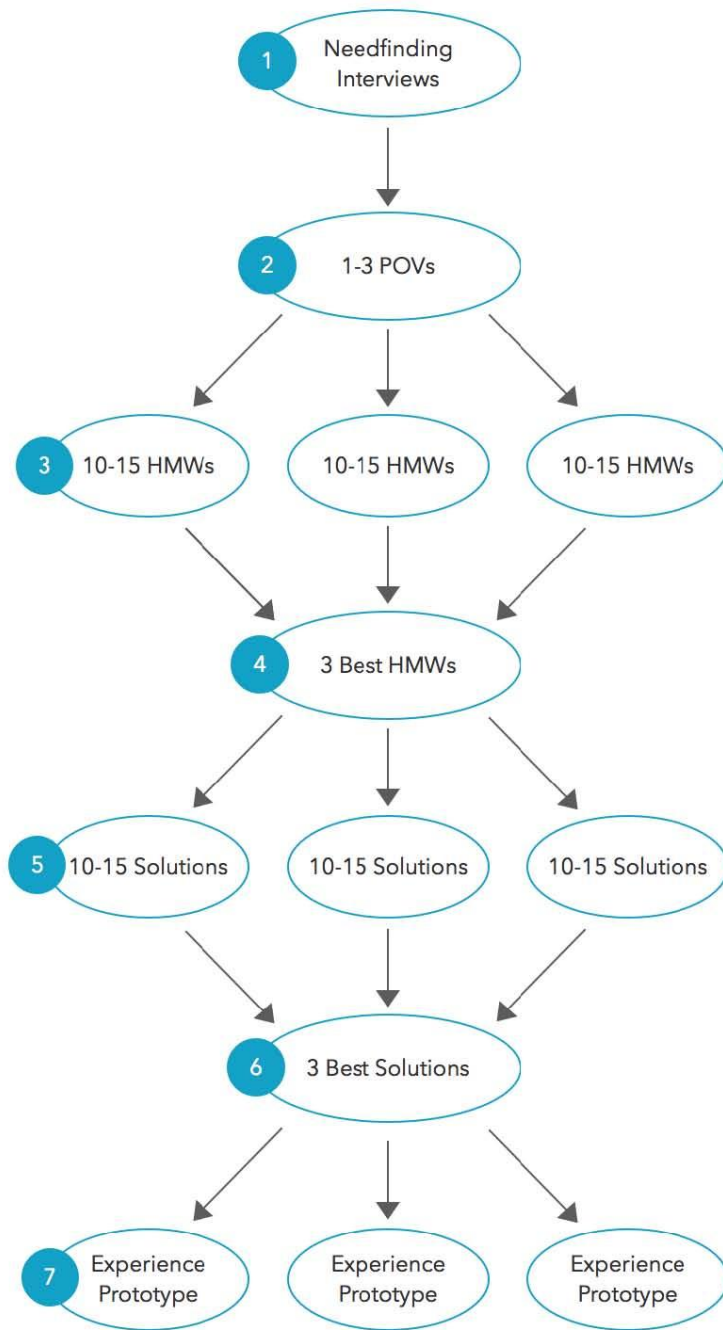 1
Needfinding
Interviews
2
1-3 POVs
3
10-15 HMWs
10-15 HMWs
10-15 HMWs
4
3 Best HMWs
5
10-15 Solutions
10-15 Solutions
10-15 Solutions
6
3 Best Solutions
7
Experience
Prototype
Experience
Prototype
Experience
Prototype